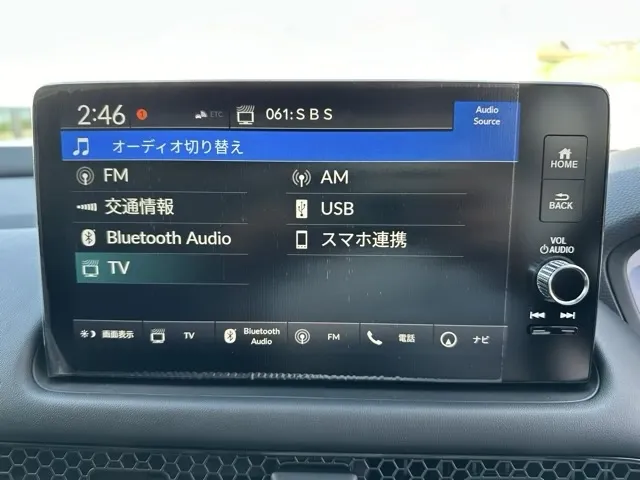 2:46 1 ETC 061:SBS Audio Source
オーディオ切り替え
FM AM
交通情報 USB
Bluetooth Audio スマホ連携
TV
画面表示 TV Bluetooth Audio FM 電話 ナビ
HOME
BACK
VOL
AUDIO